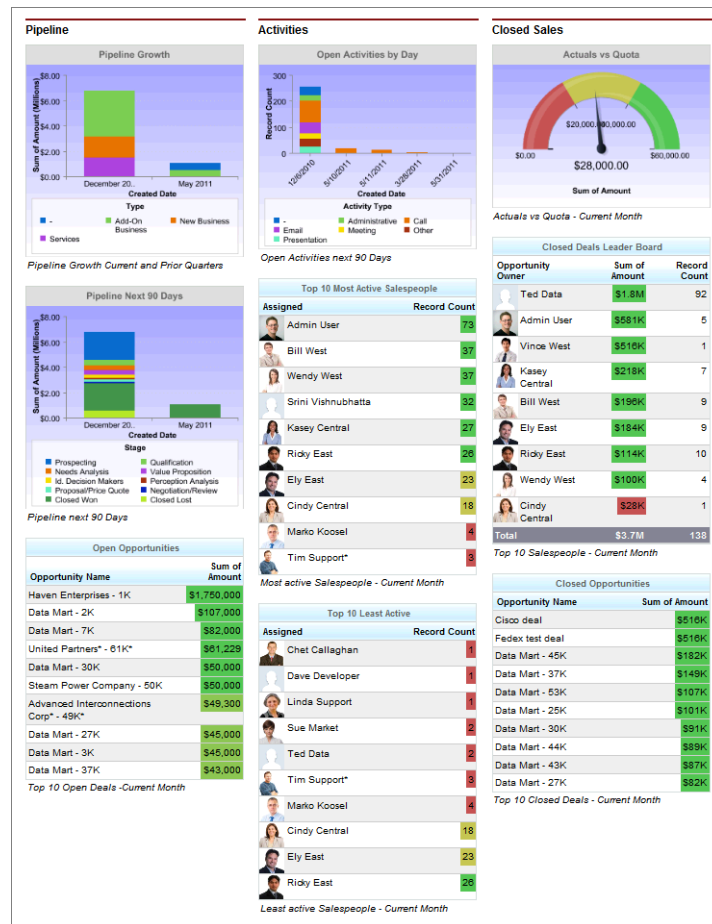 Pipeline
Pipeline Growth
Sum of Amount (Millions)
$8.00
$6.00
$4.00
$2.00
$0.00
December 20..
May 2011
Created Date
Type
-
Add-On Business
New Business
Services
Pipeline Growth Current and Prior Quarters
Pipeline Next 90 Days
Sum of Amount (Millions)
$8.00
$6.00
$4.00
$2.00
$0.00
December 20..
May 2011
Created Date
Stage
Prospecting
Qualification
Needs Analysis
Value Proposition
Id. Decision Makers
Perception Analysis
Proposal/Price Quote
Negotiation/Review
Closed Won
Closed Lost
Pipeline next 90 Days
Open Opportunities
Opportunity Name Sum of Amount
Haven Enterprises - 1K $1,750,000
Data Mart - 2K $107,000
Data Mart - 7K $82,000
United Partners* - 61K* $61,229
Data Mart - 30K $50,000
Steam Power Company - 50K $50,000
Advanced Interconnections
Corp* - 49K* $49,300
Data Mart - 27K $45,000
Data Mart - 3K $45,000
Data Mart - 37K $43,000
Top 10 Open Deals -Current Month
Activities
Open Activities by Day
Record Count
300
200
100
0
12/6/2010
5/10/2011
5/11/2011
3/28/2011
5/31/2011
Created Date
Activity Type
-
Administrative
Call
Email
Meeting
Other
Presentation
Open Activities next 90 Days
Top 10 Most Active Salespeople
Assigned Record Count
Admin User 73
Bill West 37
Wendy West 37
Srini Vishnubhatta 32
Kasey Central 27
Ricky East 26
Ely East 23
Cindy Central 18
Marko Koosel 4
Tim Support* 3
Most active Salespeople - Current Month
Top 10 Least Active
Assigned Record Count
Chet Callaghan 1
Dave Developer 1
Linda Support 1
Sue Market 2
Ted Data 2
Tim Support* 3
Marko Koosel 4
Cindy Central 18
Ely East 23
Ricky East 26
Least active Salespeople - Current Month
Closed Sales
Actuals vs Quota
$0.00
$20,000.00
$60,000.00
$28,000.00
Sum of Amount
Actuals vs Quota - Current Month
Closed Deals Leader Board
Opportunity Owner Sum of Amount Record Count
Ted Data $1.8M 92
Admin User $581K 5
Vince West $516K 1
Kasey Central $218K 7
Bill West $196K 9
Ely East $184K 9
Ricky East $114K 10
Wendy West $100K 4
Cindy Central $28K 1
Total $3.7M 138
Top 10 Salespeople - Current Month
Closed Opportunities
Opportunity Name Sum of Amount
Cisco deal $516K
Fedex test deal $516K
Data Mart - 45K $182K
Data Mart - 37K $149K
Data Mart - 53K $107K
Data Mart - 25K $101K
Data Mart - 30K $91K
Data Mart - 44K $89K
Data Mart - 43K $87K
Data Mart - 27K $82K
Top 10 Closed Deals - Current Month